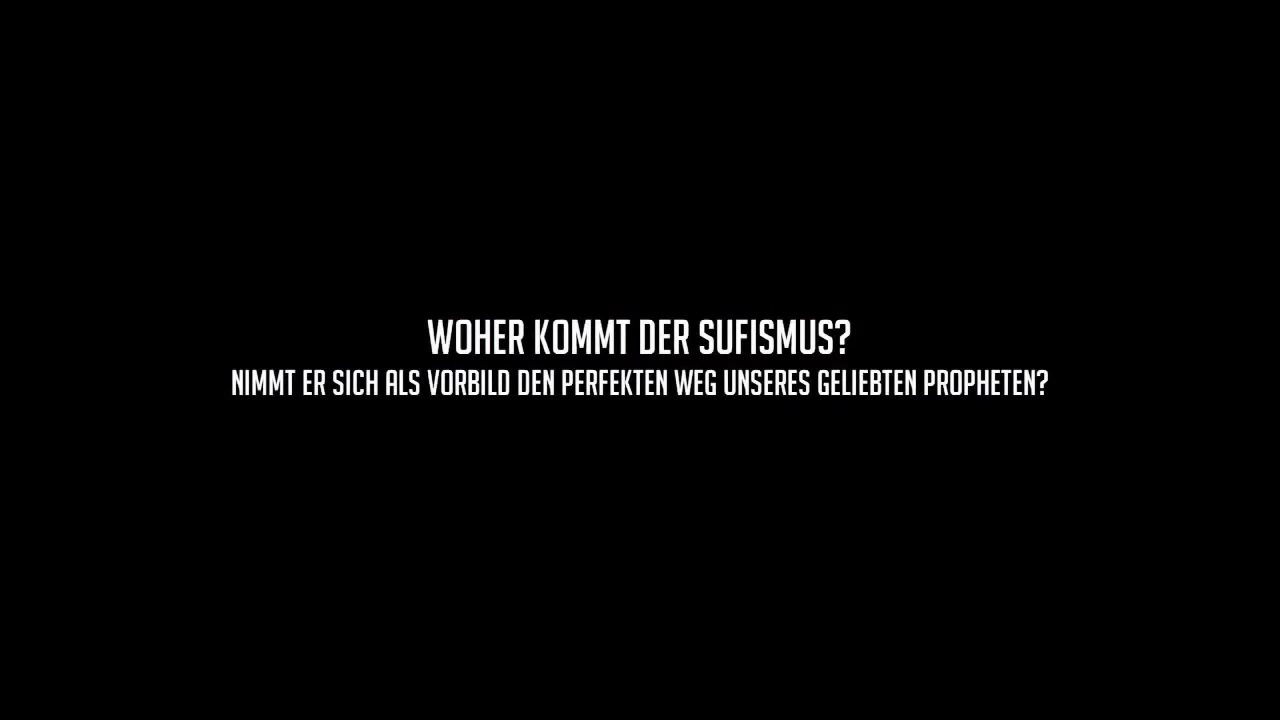 WOHER KOMMT DER SUFISMUS?
NIMMT ER SICH ALS VORBILD DEN PERFEKTEN WEG UNSERES GELIEBTEN PROPHETEN?